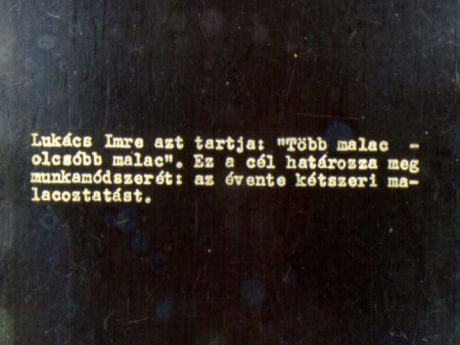 Lukács Imre azt tartja: "Több malac -
olcsóbb malac". Ez a cél határozza meg
munkamódszerét: az évente kétszeri ma-
lacoztatást.